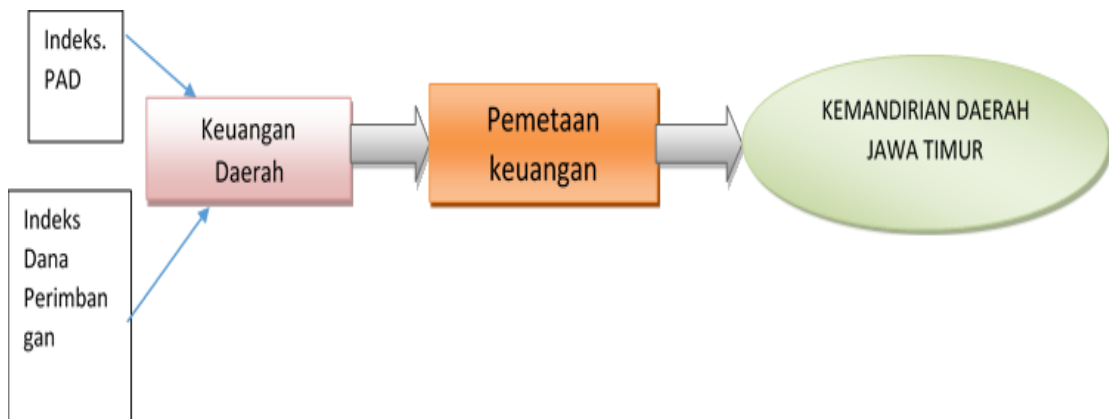 Indeks.
PAD
Keuangan
Daerah
Pemetaan
keuangan
KEMANDIRIAN DAERAH
JAWA TIMUR
Indeks
Dana
Perimban
gan